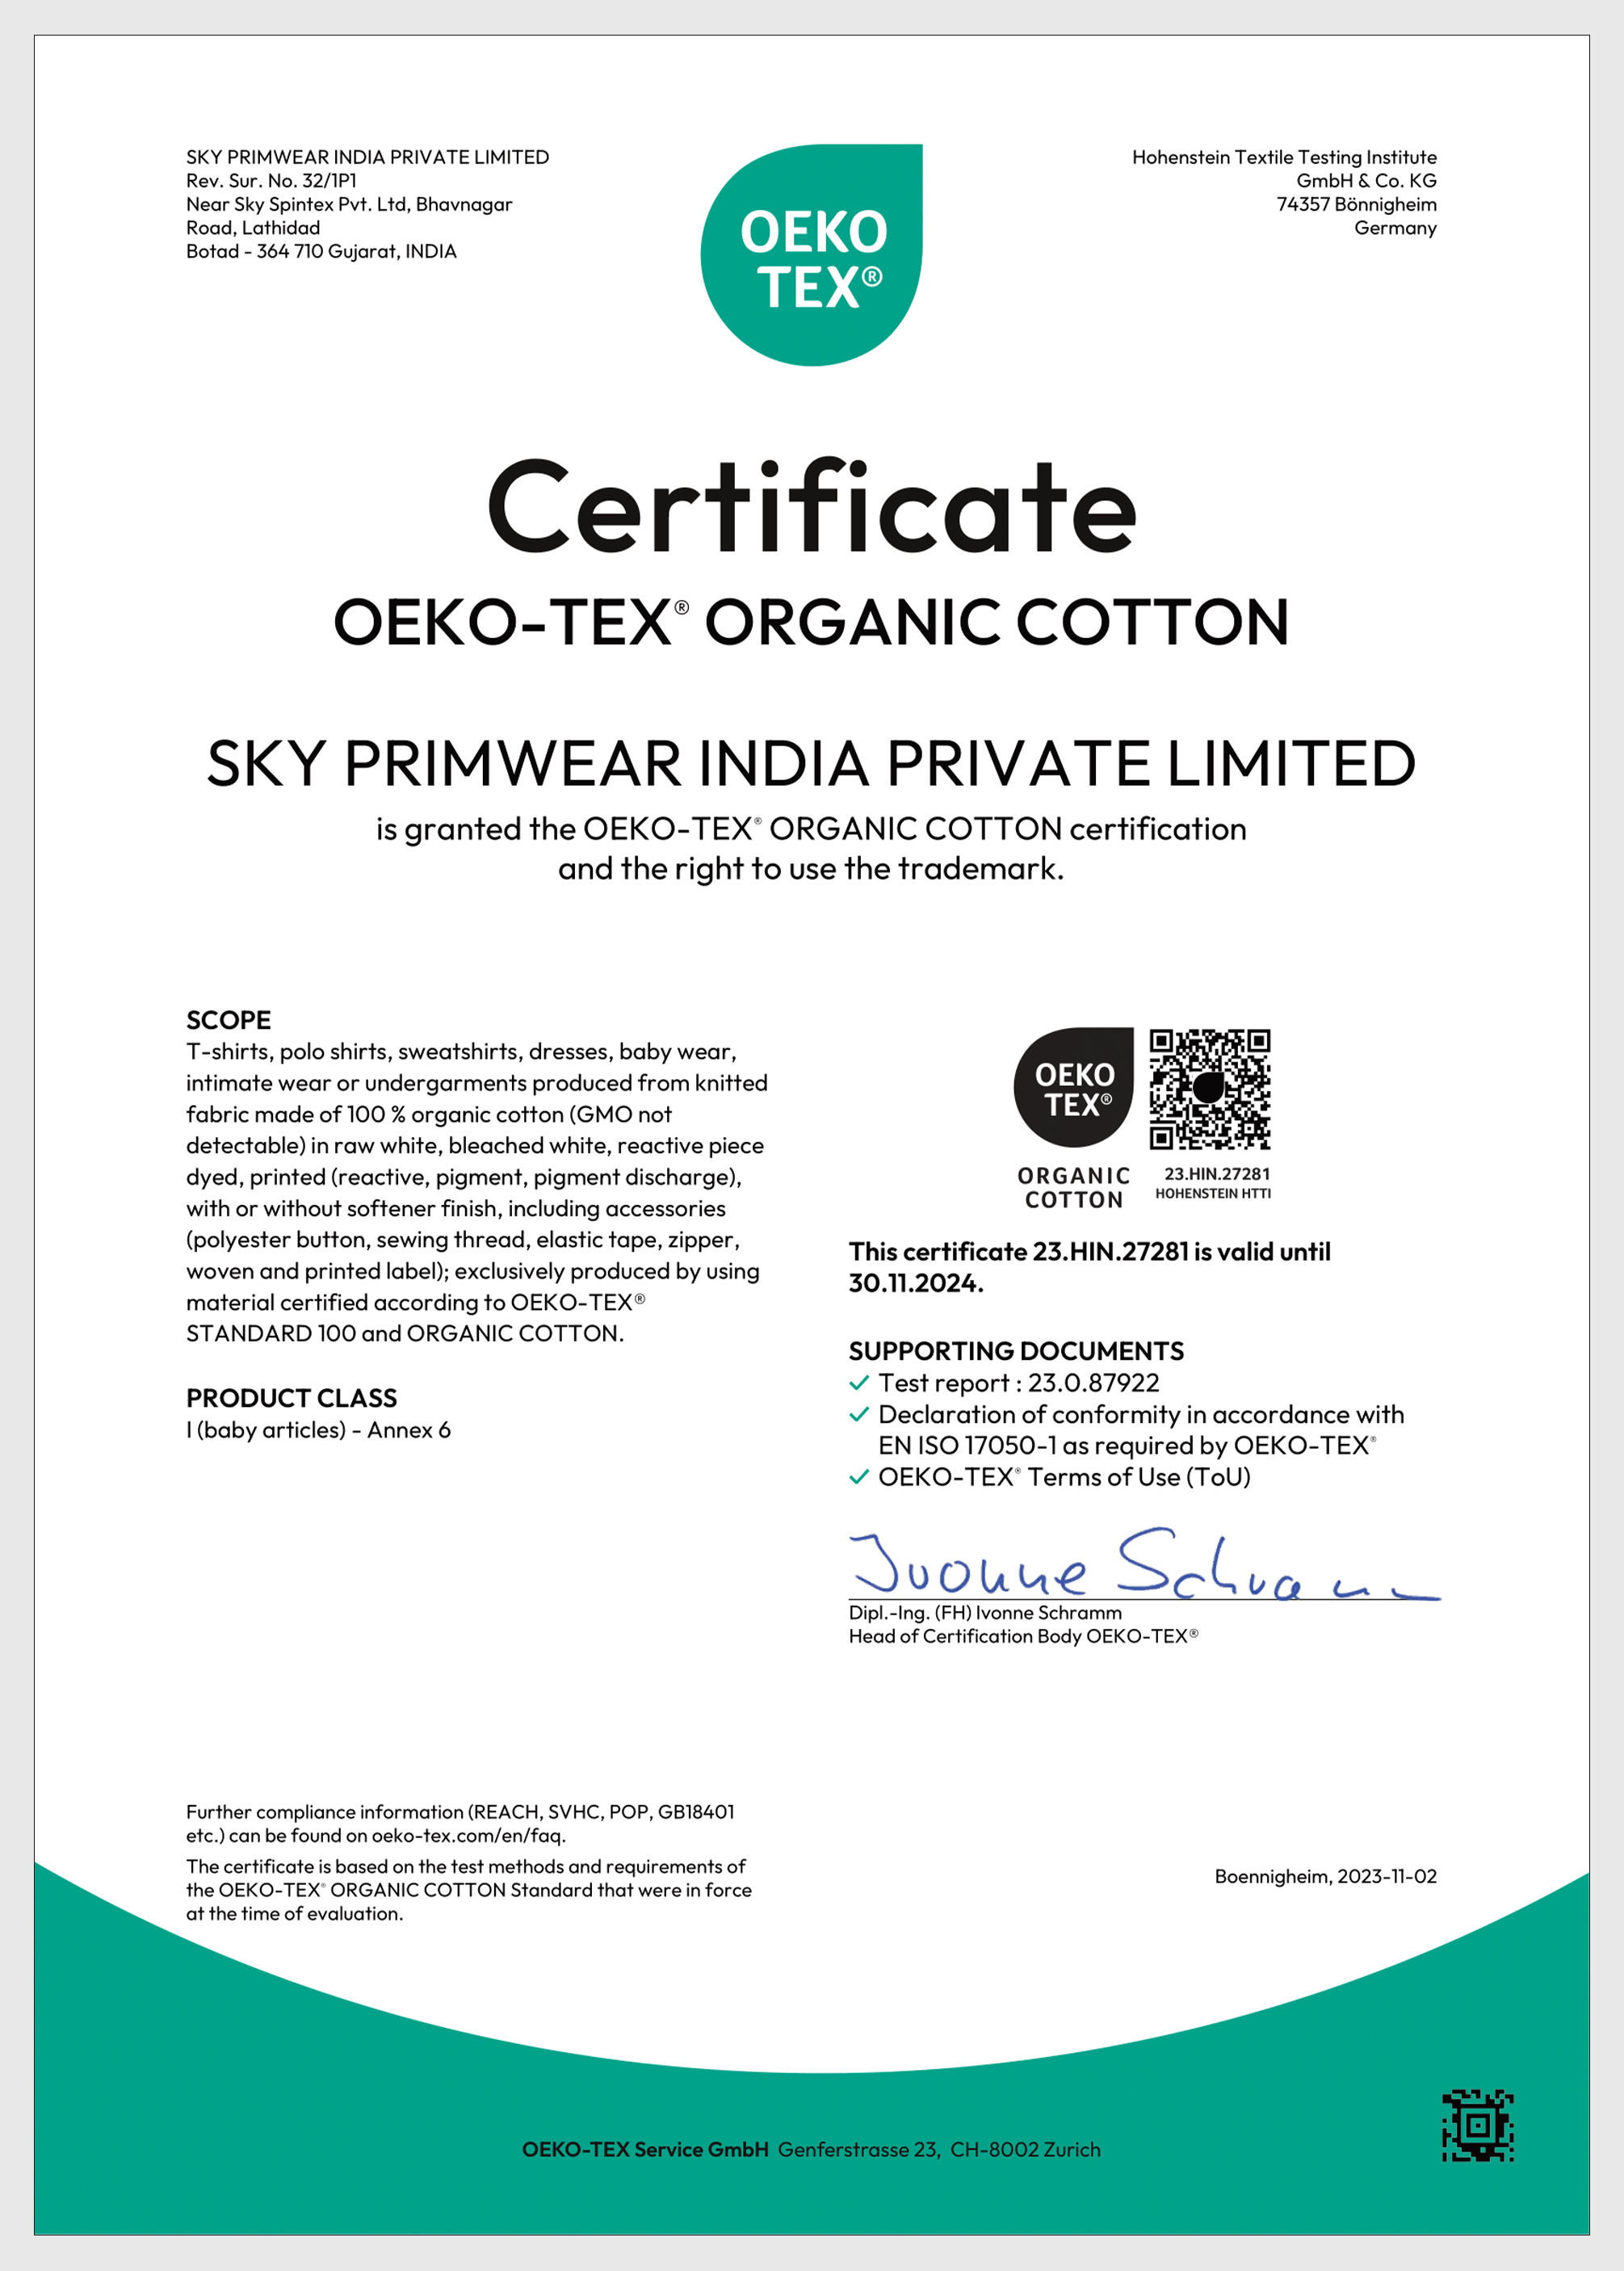 SKY PRIMWEAR INDIA PRIVATE LIMITED
Rev. Sur. No. 32/1P1
Near Sky Spintex Pvt. Ltd, Bhavnagar
Road, Lathidad
Botad - 364 710 Gujarat, INDIA
OEKO
TEX®
Hohenstein Textile Testing Institute
GmbH & Co. KG
74357 Bönnigheim
Germany
Certificate
OEKO-TEX® ORGANIC COTTON
SKY PRIMWEAR INDIA PRIVATE LIMITED
is granted the OEKO-TEX® ORGANIC COTTON certification
and the right to use the trademark.
SCOPE
T-shirts, polo shirts, sweatshirts, dresses, baby wear,
intimate wear or undergarments produced from knitted
fabric made of 100 % organic cotton (GMO not
detectable) in raw white, bleached white, reactive piece
dyed, printed (reactive, pigment, pigment discharge),
with or without softener finish, including accessories
(polyester button, sewing thread, elastic tape, zipper,
woven and printed label); exclusively produced by using
material certified according to OEKO-TEX®
STANDARD 100 and ORGANIC COTTON.
PRODUCT CLASS
I (baby articles) - Annex 6
OEKO
TEX®
ORGANIC
COTTON
23.HIN.27281
HOHENSTEIN HTTI
This certificate 23.HIN.27281 is valid until
30.11.2024.
SUPPORTING DOCUMENTS
✓ Test report : 23.0.87922
✓ Declaration of conformity in accordance with
EN ISO 17050-1 as required by OEKO-TEX®
✓ OEKO-TEX® Terms of Use (ToU)
Ivonne Schramm
Dipl.-Ing. (FH) Ivonne Schramm
Head of Certification Body OEKO-TEX®
Further compliance information (REACH, SVHC, POP, GB18401
etc.) can be found on oeko-tex.com/en/faq.
The certificate is based on the test methods and requirements of
the OEKO-TEX® ORGANIC COTTON Standard that were in force
at the time of evaluation.
Boennigheim, 2023-11-02
OEKO-TEX Service GmbH Genferstrasse 23, CH-8002 Zurich